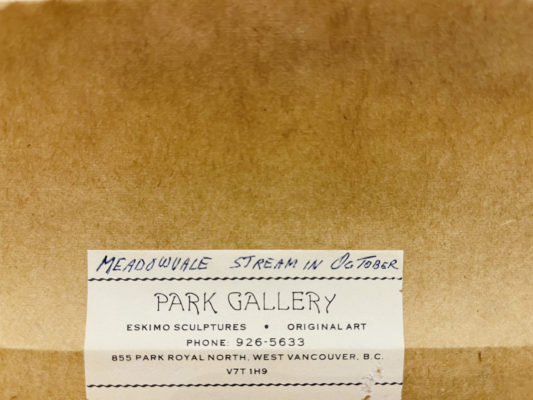 MEADOWVALE STREAM IN OCTOBER
PARK GALLERY
ESKIMO SCULPTURES • ORIGINAL ART
PHONE: 926-5633
855 PARK ROYAL NORTH, WEST VANCOUVER, B.C.
V7T 1H9